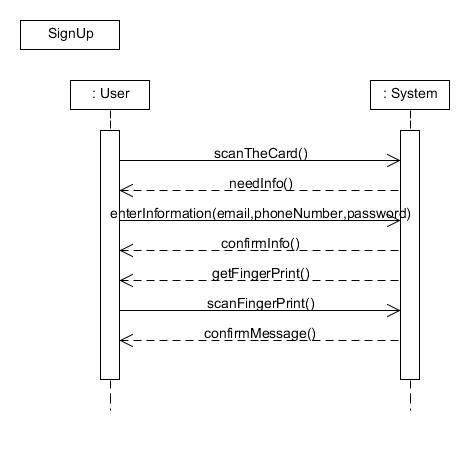 SignUp
: User
: System
scanTheCard()
needInfo()
enterInformation(email,phoneNumber,password)
confirmInfo()
getFingerPrint()
scanFingerPrint()
confirmMessage()